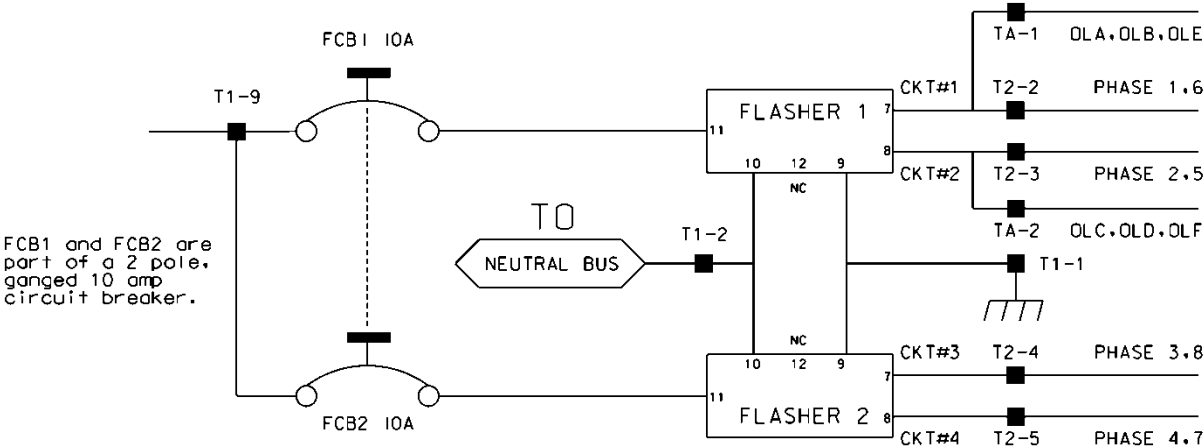 TA-1 OLA,OLB,OLE
FCB1 10A
CKT#1 T2-2 PHASE 1,6
T1-9
FLASHER 1
7
11
8
10 12 9
NC
CKT#2 T2-3 PHASE 2,5
TA-2 OLC,OLD,OLF
TO
NEUTRAL BUS
T1-2
T1-1
FCB1 and FCB2 are
part of a 2 pole,
ganged 10 amp
circuit breaker.
NC
10 12 9
CKT#3 T2-4 PHASE 3,8
7
11
FLASHER 2
8
FCB2 10A
CKT#4 T2-5 PHASE 4,7